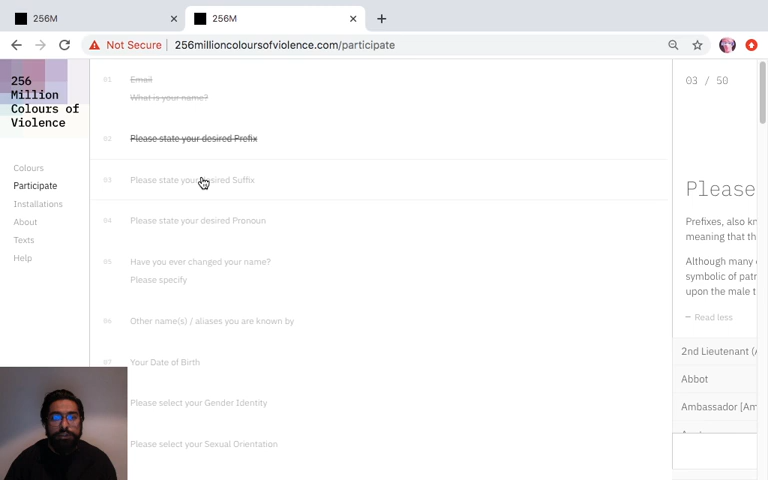 256M
256M
Not Secure | 256millioncoloursofviolence.com/participate
256
Million
Colours of
Violence
Colours
Participate
Installations
About
Texts
Help
01 Email
What is your name?
02 Please state your desired Prefix
03 Please state your desired Suffix
04 Please state your desired Pronoun
05 Have you ever changed your name?
Please specify
06 Other name(s) / aliases you are known by
07 Your Date of Birth
Please select your Gender Identity
Please select your Sexual Orientation
03 / 50
Please
Prefixes, also kn
meaning that th
Although many
symbolic of patr
upon the male t
− Read less
2nd Lieutenant (A
Abbot
Ambassador [Am